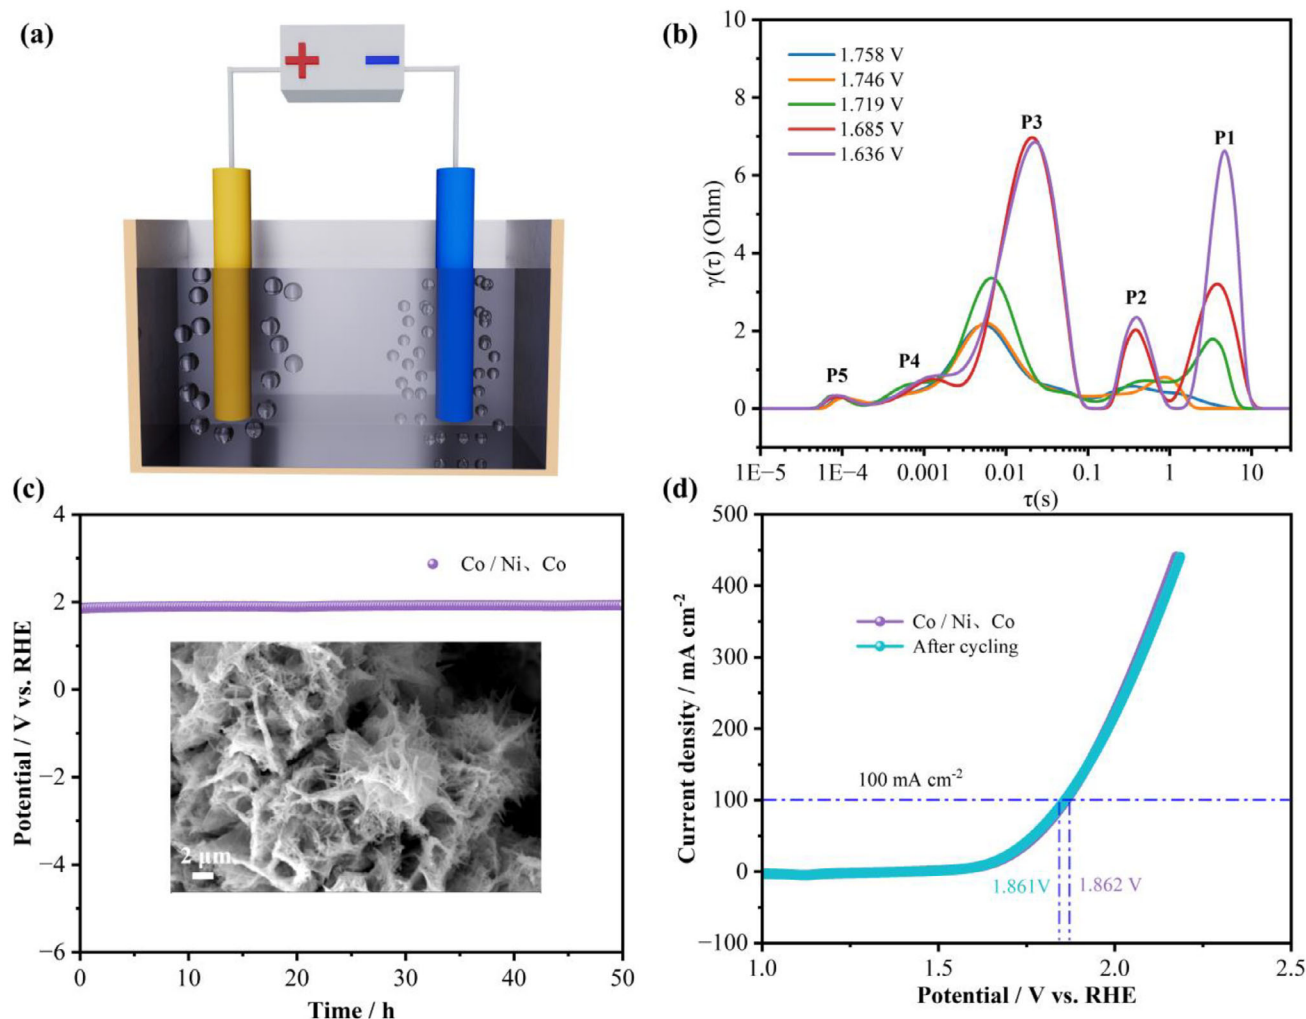 (a)
+
−
(b)
γ(τ) (Ohm)
10
8
6
4
2
0
1.758 V
1.746 V
1.719 V
1.685 V
1.636 V
P5
P4
P3
P2
P1
1E-5
1E-4
0.001
0.01
0.1
1
10
τ(s)
(c)
Potential / V vs. RHE
4
2
0
−2
−4
−6
Co / Ni、Co
2 μm
0
10
20
30
40
50
Time / h
(d)
Current density / mA cm⁻²
500
400
300
200
100
0
−100
Co / Ni、Co
After cycling
100 mA cm⁻²
1.861V
1.862 V
1.0
1.5
2.0
2.5
Potential / V vs. RHE